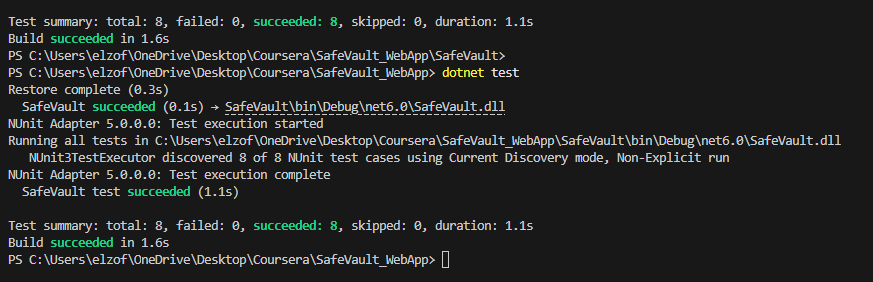 Test summary: total: 8, failed: 0, succeeded: 8, skipped: 0, duration: 1.1s
Build succeeded in 1.6s
PS C:\Users\elzof\OneDrive\Desktop\Coursera\SafeVault_WebApp\SafeVault>
PS C:\Users\elzof\OneDrive\Desktop\Coursera\SafeVault_WebApp> dotnet test
Restore complete (0.3s)
  SafeVault succeeded (0.1s) → SafeVault\bin\Debug\net6.0\SafeVault.dll
NUnit Adapter 5.0.0.0: Test execution started
Running all tests in C:\Users\elzof\OneDrive\Desktop\Coursera\SafeVault_WebApp\SafeVault\bin\Debug\net6.0\SafeVault.dll
   NUnit3TestExecutor discovered 8 of 8 NUnit test cases using Current Discovery mode, Non-Explicit run
NUnit Adapter 5.0.0.0: Test execution complete
  SafeVault test succeeded (1.1s)
Test summary: total: 8, failed: 0, succeeded: 8, skipped: 0, duration: 1.1s
Build succeeded in 1.6s
PS C:\Users\elzof\OneDrive\Desktop\Coursera\SafeVault_WebApp>